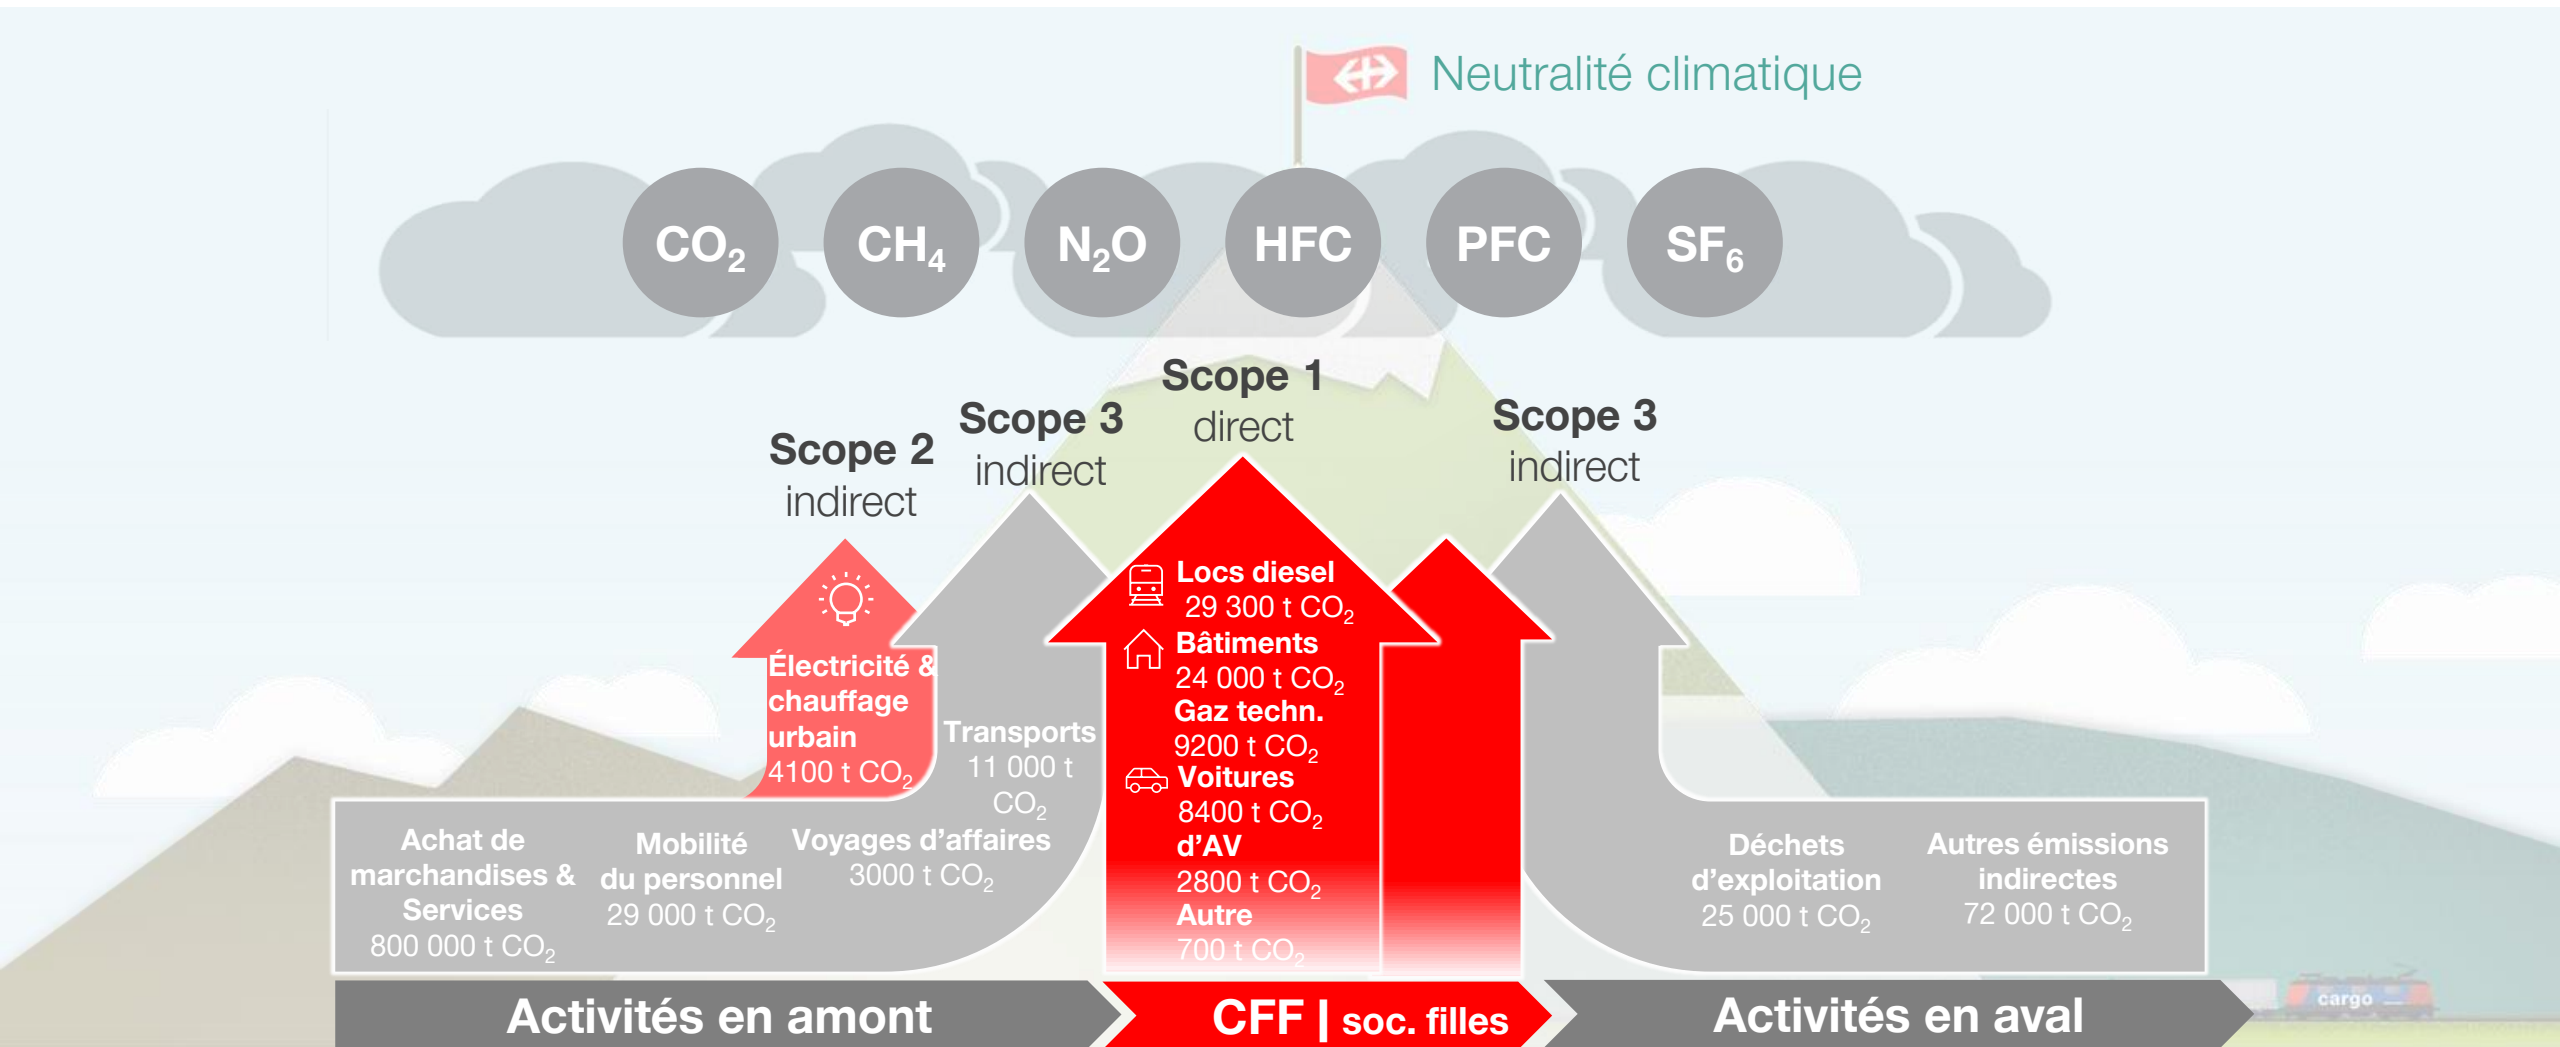 Neutralité climatique
CO₂ CH₄ N₂O HFC PFC SF₆
Scope 2
indirect
Scope 3
indirect
Scope 1
direct
Scope 3
indirect
Électricité &
chauffage
urbain
4100 t CO₂
Transports
11 000 t
CO₂
Locs diesel
29 300 t CO₂
Bâtiments
24 000 t CO₂
Gaz techn.
9200 t CO₂
Voitures
8400 t CO₂
d’AV
2800 t CO₂
Autre
700 t CO₂
Achat de
marchandises &
Services
800 000 t CO₂
Mobilité
du personnel
29 000 t CO₂
Voyages d’affaires
3000 t CO₂
Déchets
d’exploitation
25 000 t CO₂
Autres émissions
indirectes
72 000 t CO₂
Activités en amont
CFF | soc. filles
Activités en aval
cargo